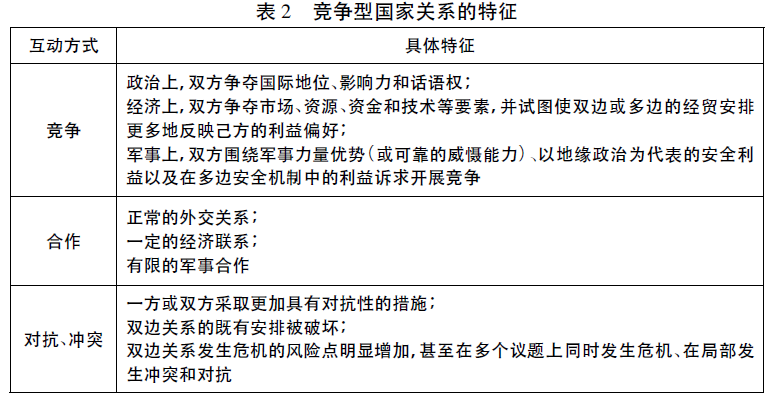 表 2 竞争型国家关系的特征
互动方式 具体特征
竞争
政治上,双方争夺国际地位、影响力和话语权;
经济上,双方争夺市场、资源、资金和技术等要素,并试图使双边或多边的经贸安排
更多地反映己方的利益偏好;
军事上,双方围绕军事力量优势(或可靠的威慑能力)、以地缘政治为代表的安全利
益以及在多边安全机制中的利益诉求开展竞争
合作
正常的外交关系;
一定的经济联系;
有限的军事合作
对抗、冲突
一方或双方采取更加具有对抗性的措施;
双边关系的既有安排被破坏;
双边关系发生危机的风险点明显增加,甚至在多个议题上同时发生危机、在局部发
生冲突和对抗